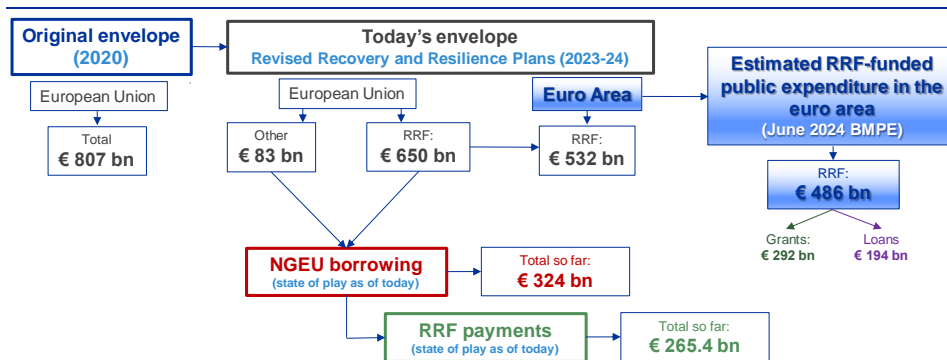 Original envelope
(2020)
Today's envelope
Revised Recovery and Resilience Plans (2023-24)
European Union
European Union
Euro Area
Estimated RRF-funded
public expenditure in the
euro area
(June 2024 BMPE)
Total
€ 807 bn
Other
€ 83 bn
RRF:
€ 650 bn
RRF:
€ 532 bn
RRF:
€ 486 bn
Grants:
€ 292 bn
Loans
€ 194 bn
NGEU borrowing
(state of play as of today)
Total so far:
€ 324 bn
RRF payments
(state of play as of today)
Total so far:
€ 265.4 bn